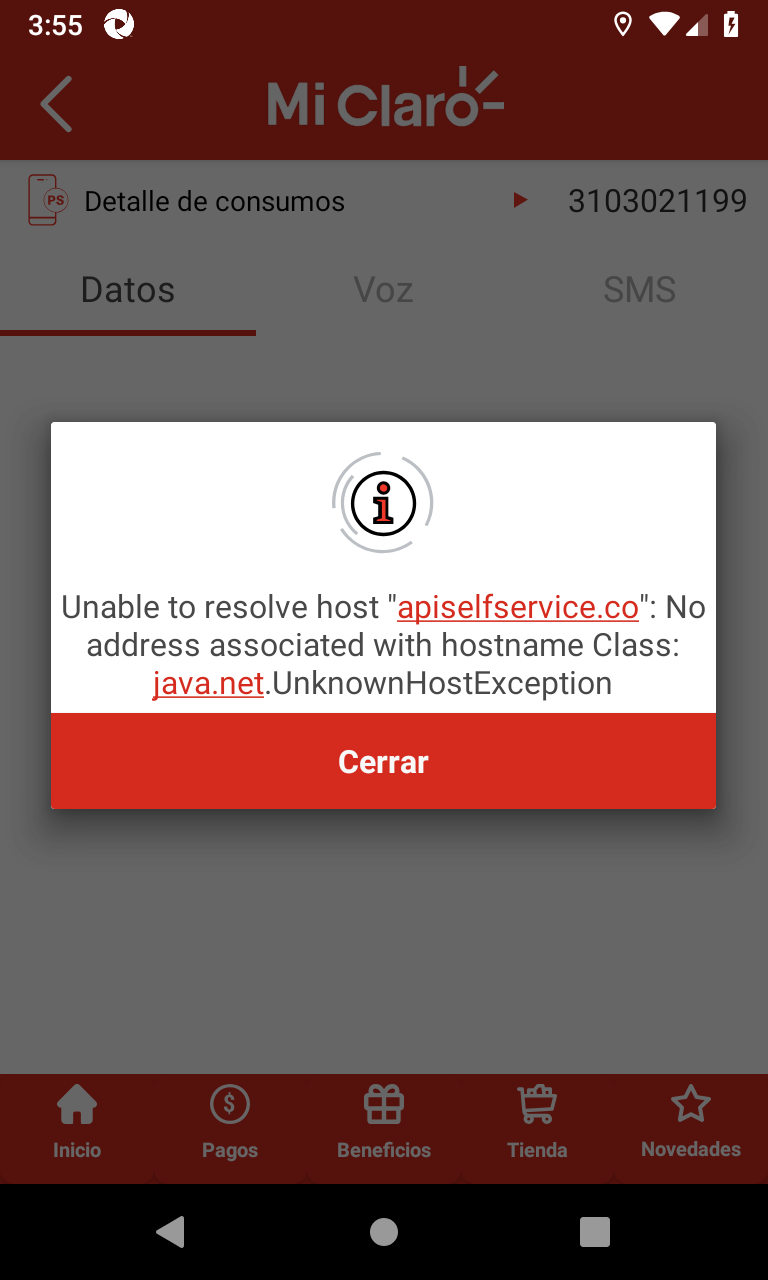 3:55
Mi Claro
PS
Detalle de consumos
3103021199
Datos
Voz
SMS
Unable to resolve host "apiselfservice.co": No
address associated with hostname Class:
java.net.UnknownHostException
Cerrar
Inicio
Pagos
Beneficios
Tienda
Novedades